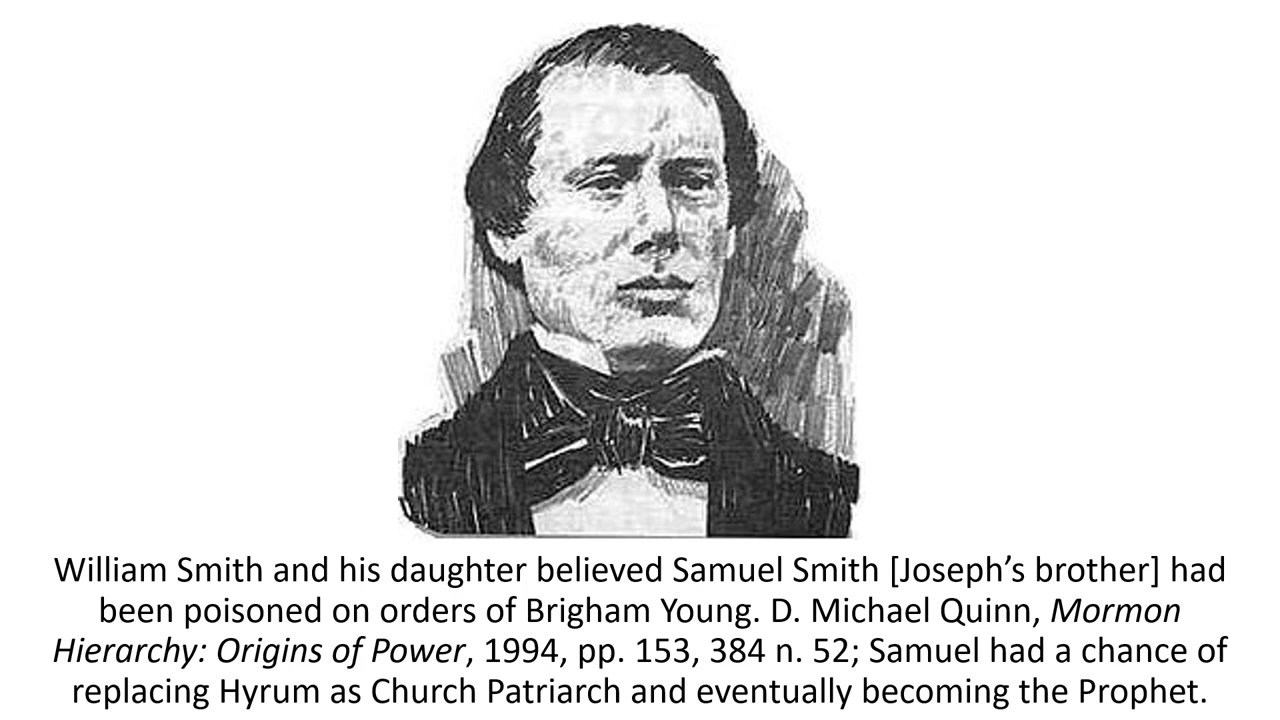 William Smith and his daughter believed Samuel Smith [Joseph’s brother] had
been poisoned on orders of Brigham Young. D. Michael Quinn, Mormon
Hierarchy: Origins of Power, 1994, pp. 153, 384 n. 52; Samuel had a chance of
replacing Hyrum as Church Patriarch and eventually becoming the Prophet.